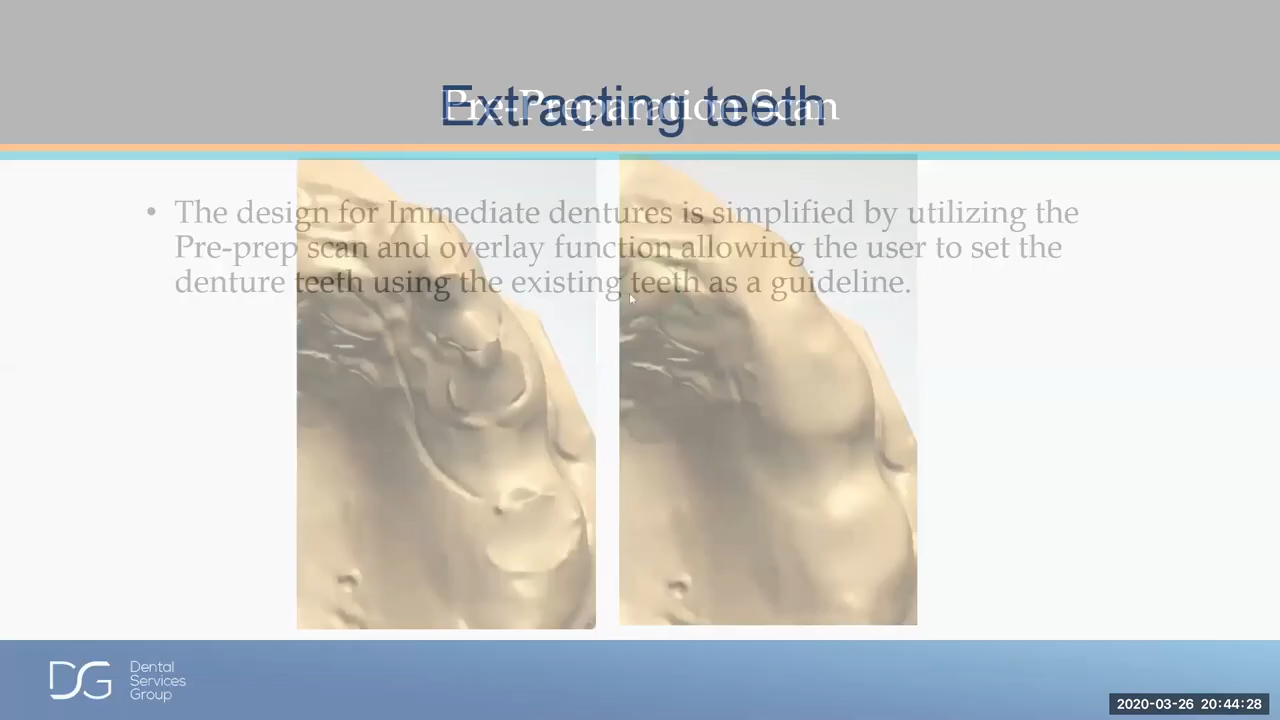 Extracting teeth
Pre-Preparation Scan
• The design for Immediate dentures is simplified by utilizing the
Pre-prep scan and overlay function allowing the user to set the
denture teeth using the existing teeth as a guideline.
DG
Dental
Services
Group
2020-03-26 20:44:28